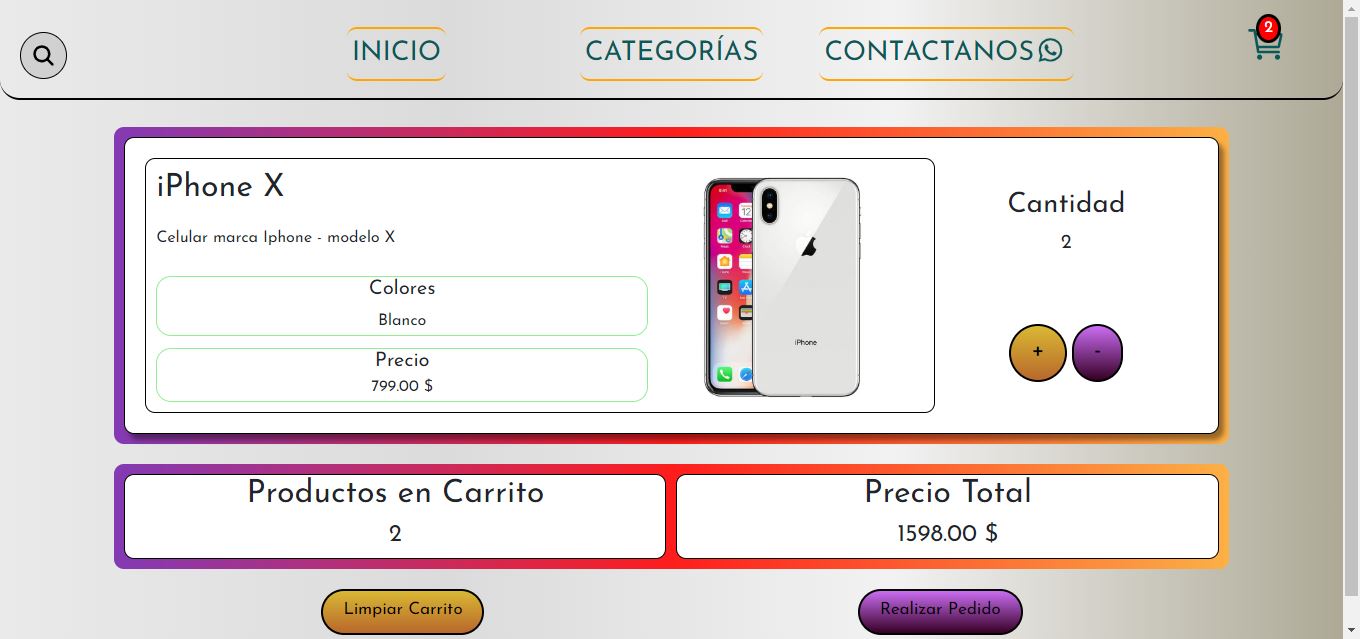 INICIO
CATEGORÍAS
CONTACTANOS
2
iPhone X
Celular marca Iphone - modelo X
Colores
Blanco
Precio
799.00 $
iPhone
Cantidad
2
+
-
Productos en Carrito
2
Precio Total
1598.00 $
Limpiar Carrito
Realizar Pedido